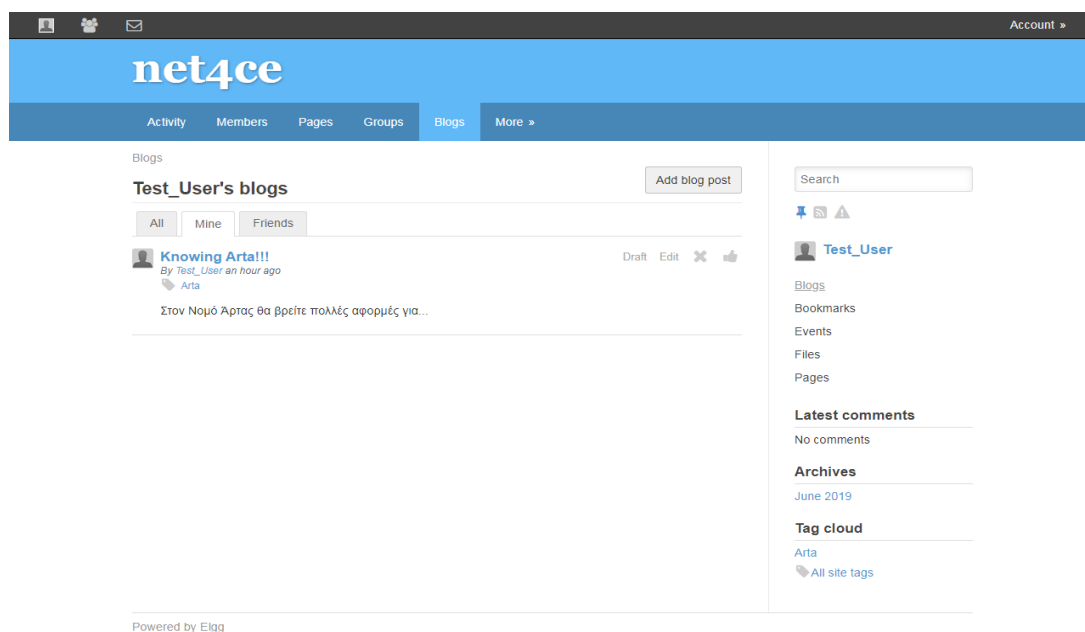 Account »
net4ce
Activity Members Pages Groups Blogs More »
Blogs
Test_User's blogs
Add blog post
All Mine Friends
Knowing Arta!!!
Draft Edit
By Test_User an hour ago
Arta
Στον Νομό Άρτας θα βρείτε πολλές αφορμές για...
Search
Test_User
Blogs
Bookmarks
Events
Files
Pages
Latest comments
No comments
Archives
June 2019
Tag cloud
Arta
All site tags
Powered by Elgg